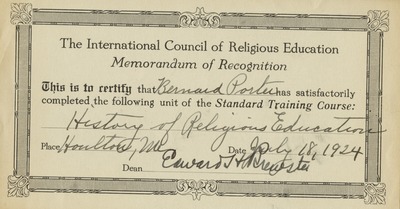 The International Council of Religious Education
Memorandum of Recognition
This is to certify that Bernard Porter has satisfactorily
completed the following unit of the Standard Training Course:
History of Religious Education
Place Houlton, Me Date July 18, 1924
Dean Edward H Brewster